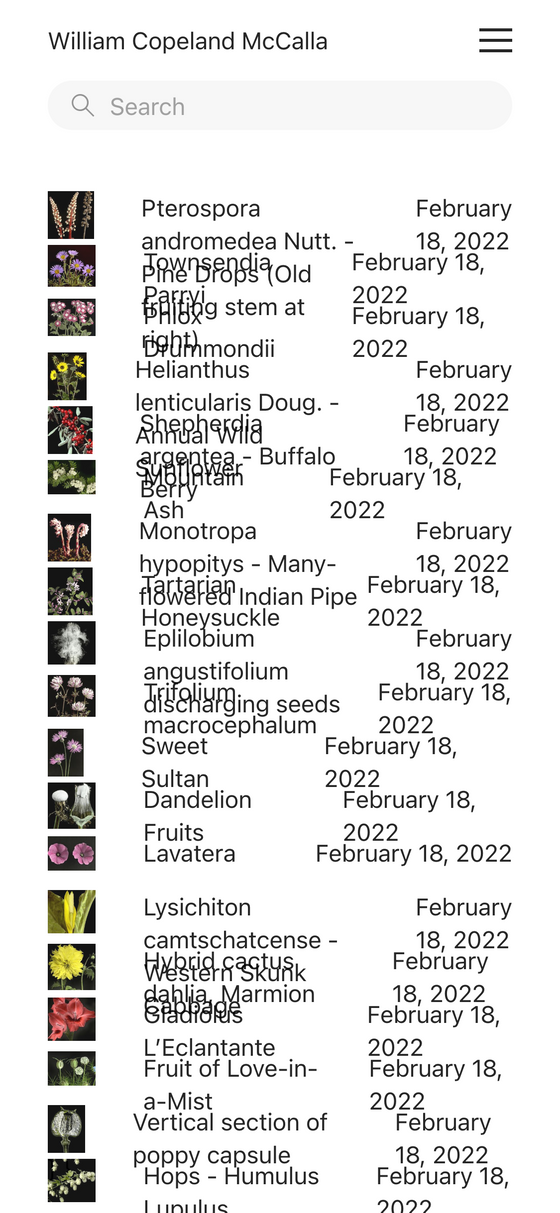 William Copeland McCalla
Search
Pterospora
andromedea Nutt. -
Pine Drops (Old
fruiting stem at
right)
February
18, 2022
Townsendia
Parryi
February 18,
2022
Phlox
Drummondii
February 18,
2022
Helianthus
lenticularis Doug. -
Annual Wild
Sunflower
February
18, 2022
Shepherdia
argentea - Buffalo
Berry
February
18, 2022
Mountain
Ash
February 18,
2022
Monotropa
hypopitys - Many-
flowered Indian Pipe
February
18, 2022
Tartarian
Honeysuckle
February 18,
2022
Eplilobium
angustifolium
discharging seeds
February
18, 2022
Trifolium
macrocephalum
February 18,
2022
Sweet
Sultan
February 18,
2022
Dandelion
Fruits
February 18,
2022
Lavatera
February 18, 2022
Lysichiton
camtschatcense -
Western Skunk
Cabbage
February
18, 2022
Hybrid cactus
dahlia, Marmion
February
18, 2022
Gladiolus
L’Eclantante
February 18,
2022
Fruit of Love-in-
a-Mist
February 18,
2022
Vertical section of
poppy capsule
February
18, 2022
Hops - Humulus
Lupulus
February 18,
2022